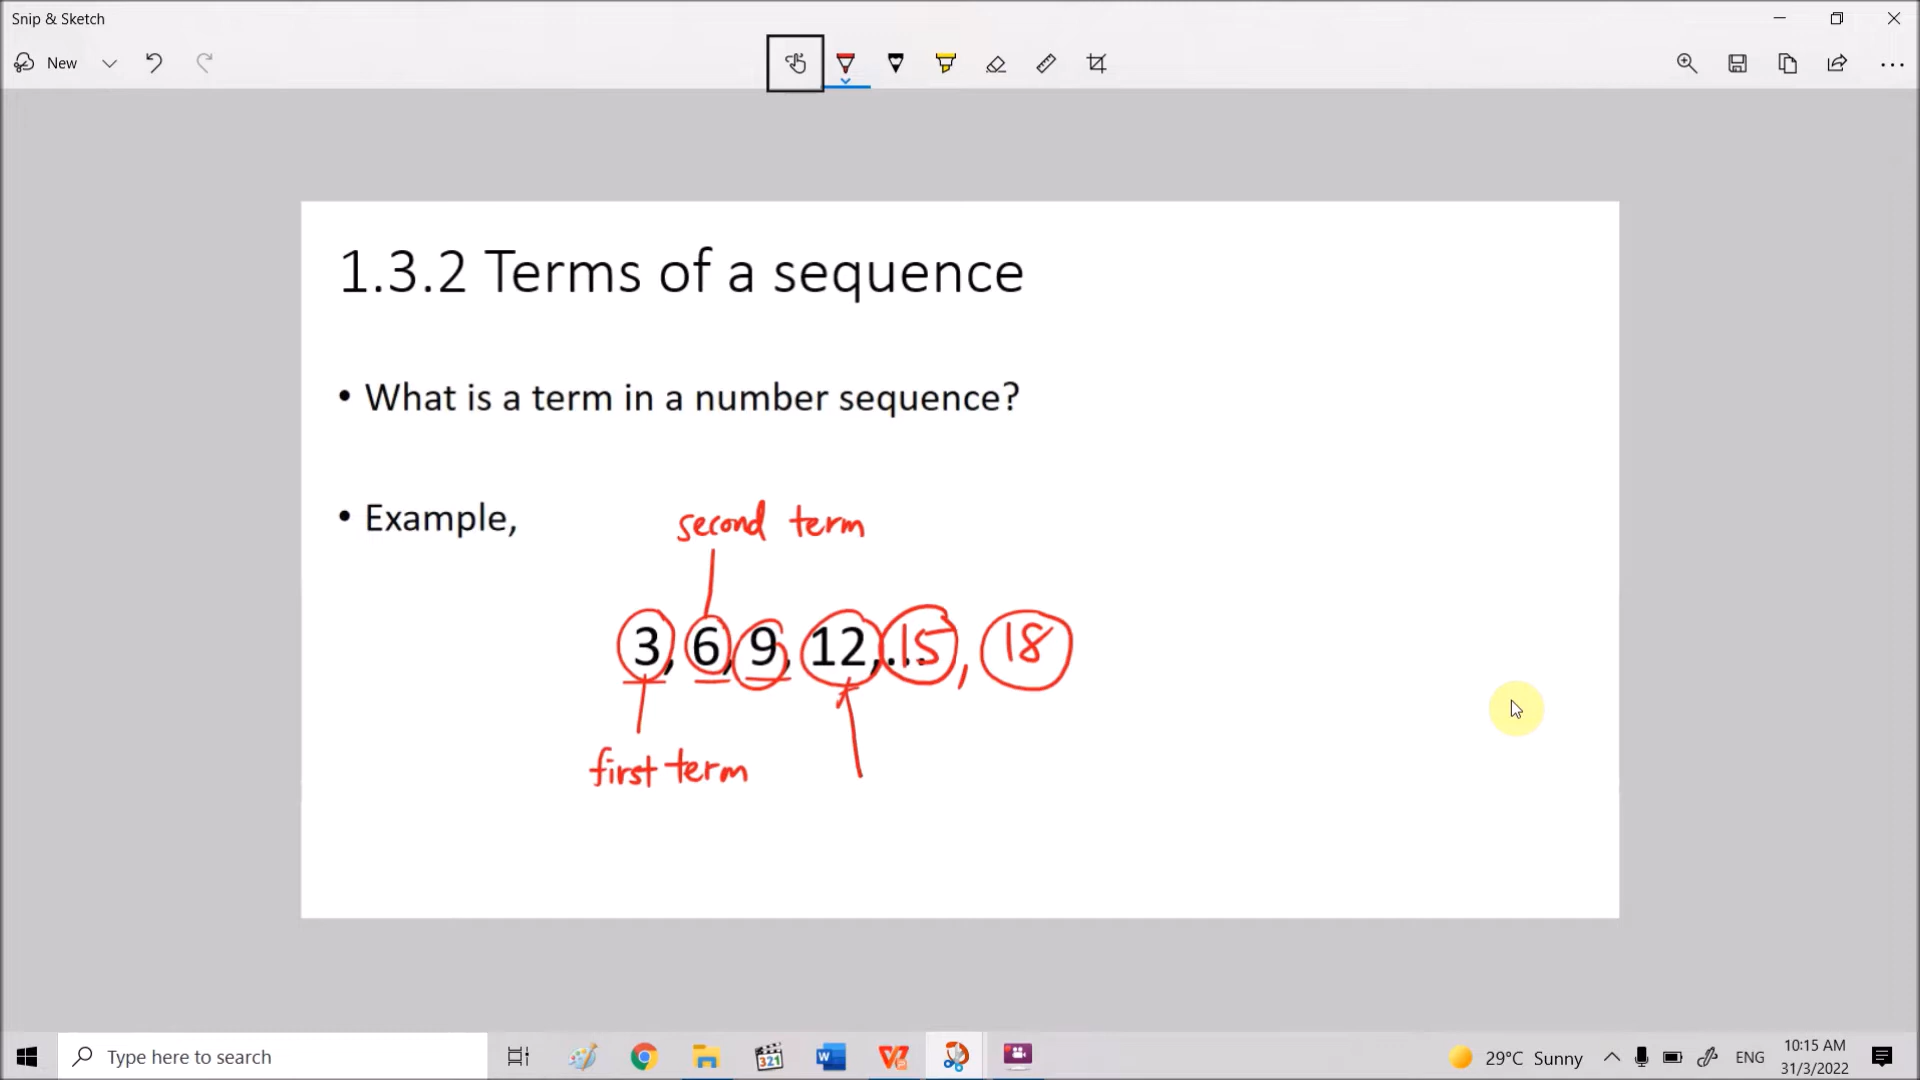 Snip & Sketch
New
1.3.2 Terms of a sequence
• What is a term in a number sequence?
• Example,
second term
3, 6, 9, 12,... 15, 18
first term
Type here to search
321
W
29°C Sunny
ENG
10:15 AM
31/3/2022